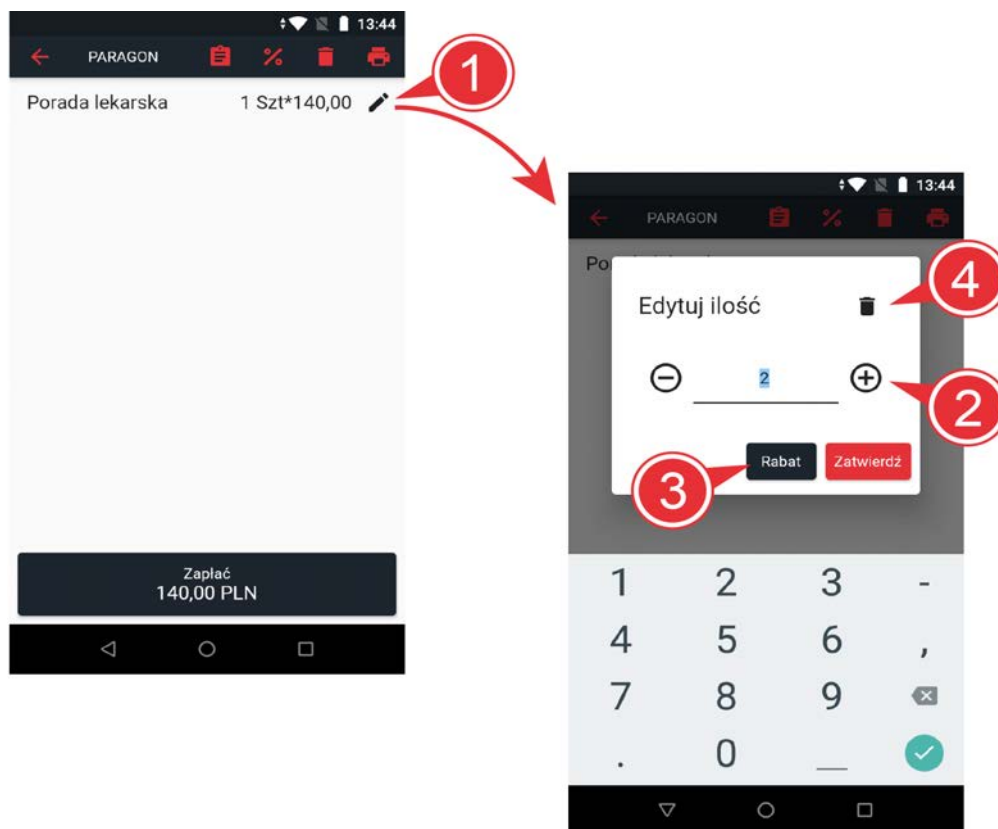 13:44
PARAGON
Porada lekarska 1 Szt*140,00
1
Zapłać
140,00 PLN
13:44
PARAGON
Po
Edytuj ilość
4
2
2
Rabat Zatwierdź
3
1 2 3 -
4 5 6 ,
7 8 9
. 0 _